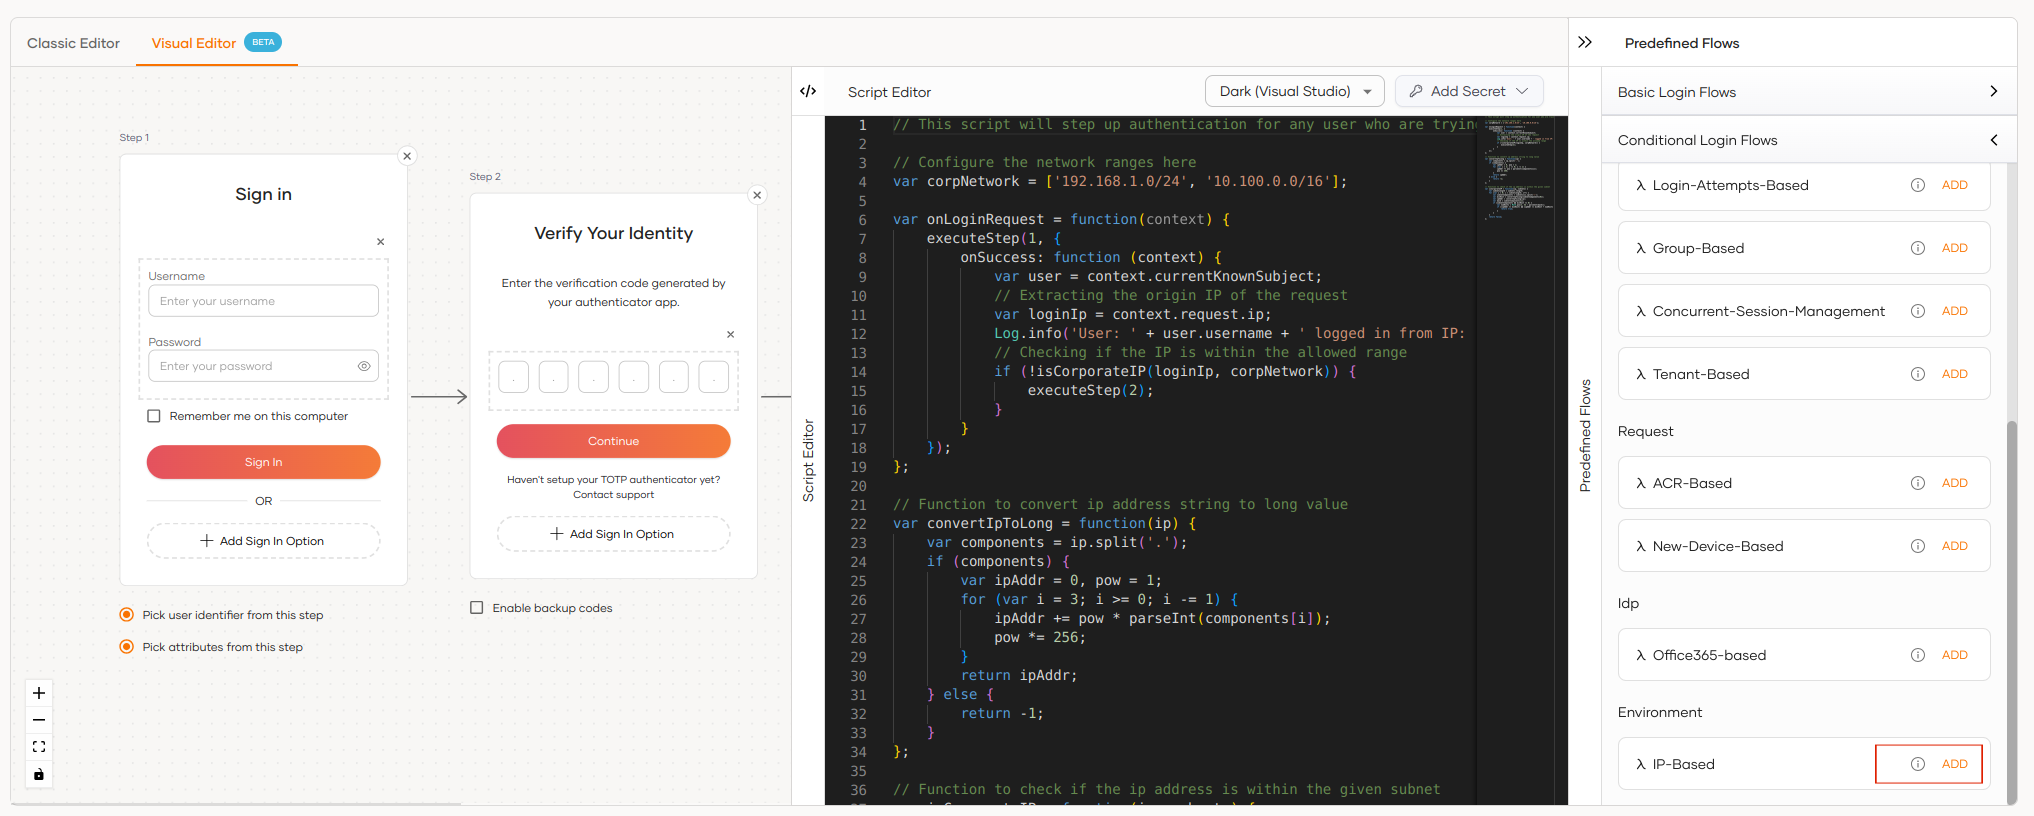 Classic Editor
Visual Editor BETA
Step 1
Sign in
Username
Enter your username
Password
Enter your password
Remember me on this computer
Sign In
OR
Add Sign In Option
Pick user identifier from this step
Pick attributes from this step
Step 2
Verify Your Identity
Enter the verification code generated by
your authenticator app.
Continue
Haven't setup your TOTP authenticator yet?
Contact support
Add Sign In Option
Enable backup codes
Script Editor
Script Editor
Dark (Visual Studio)
Add Secret
1 // This script will step up authentication for any user who are trying
2
3 // Configure the network ranges here
4 var corpNetwork = ['192.168.1.0/24', '10.100.0.0/16'];
5
6 var onLoginRequest = function(context) {
7 executeStep(1, {
8 onSuccess: function (context) {
9 var user = context.currentKnownSubject;
10 // Extracting the origin IP of the request
11 var loginIp = context.request.ip;
12 Log.info('User: ' + user.username + ' logged in from IP:
13 // Checking if the IP is within the allowed range
14 if (!isCorporateIP(loginIp, corpNetwork)) {
15 executeStep(2);
16 }
17 }
18 });
19 };
20
21 // Function to convert ip address string to long value
22 var convertIpToLong = function(ip) {
23 var components = ip.split('.');
24 if (components) {
25 var ipAddr = 0, pow = 1;
26 for (var i = 3; i >= 0; i -= 1) {
27 ipAddr += pow * parseInt(components[i]);
28 pow *= 256;
29 }
30 return ipAddr;
31 } else {
32 return -1;
33 }
34 };
35
36 // Function to check if the ip address is within the given subnet
Predefined Flows
Predefined Flows
Basic Login Flows
Conditional Login Flows
λ Login-Attempts-Based ADD
λ Group-Based ADD
λ Concurrent-Session-Management ADD
λ Tenant-Based ADD
Request
λ ACR-Based ADD
λ New-Device-Based ADD
Idp
λ Office365-based ADD
Environment
λ IP-Based ADD